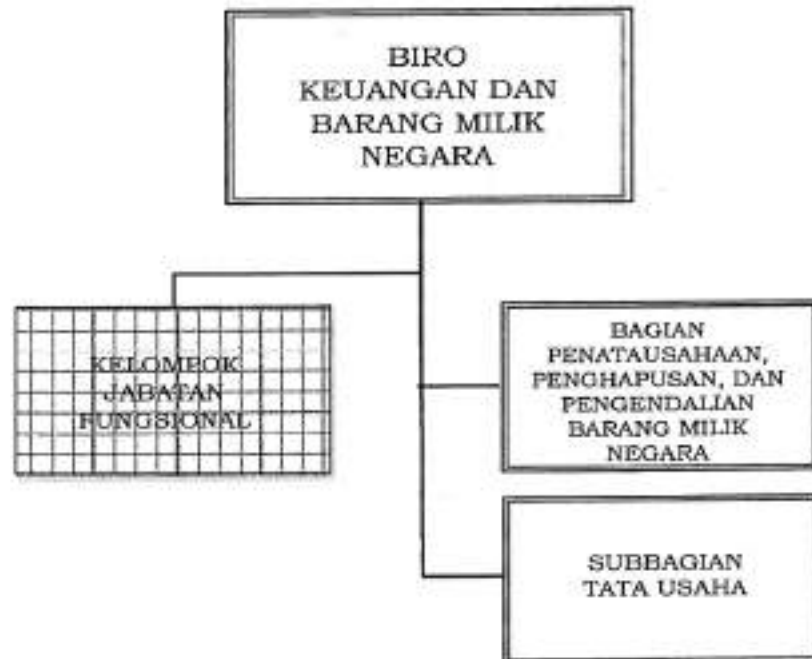 BIRO
KEUANGAN DAN
BARANG MILIK
NEGARA
KELOMPOK
JABATAN
FUNGSIONAL
BAGIAN
PENATAUSAHAAN,
PENGHAPUSAN, DAN
PENGENDALIAN
BARANG MILIK
NEGARA
SUBBAGIAN
TATA USAHA